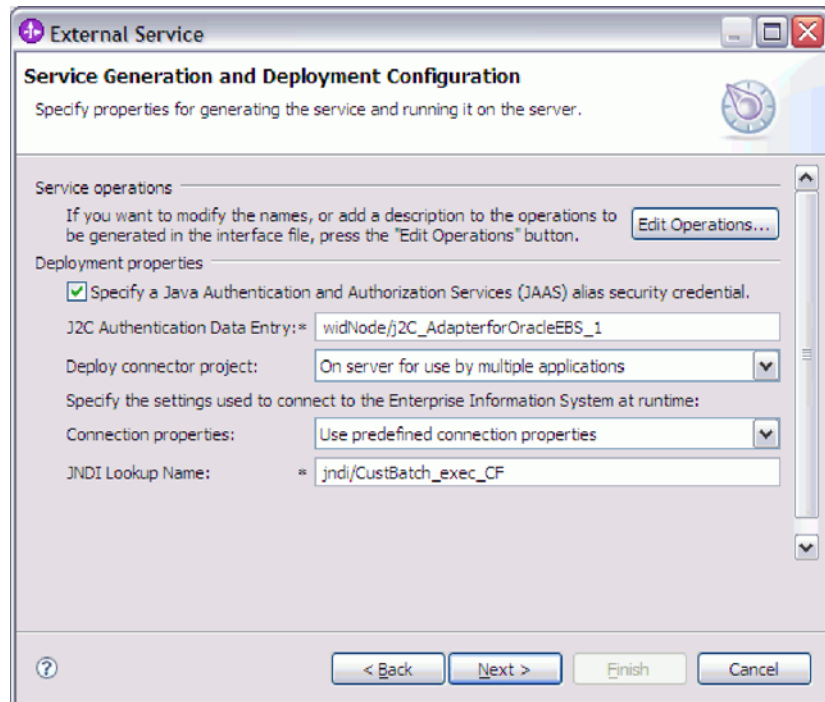 External Service
Service Generation and Deployment Configuration
Specify properties for generating the service and running it on the server.
Service operations
If you want to modify the names, or add a description to the operations to
be generated in the interface file, press the "Edit Operations" button.
Edit Operations...
Deployment properties
Specify a Java Authentication and Authorization Services (JAAS) alias security credential.
J2C Authentication Data Entry:* widNode/j2C_AdapterforOracleEBS_1
Deploy connector project: On server for use by multiple applications
Specify the settings used to connect to the Enterprise Information System at runtime:
Connection properties: Use predefined connection properties
JNDI Lookup Name: * jndi/CustBatch_exec_CF
? < Back Next > Finish Cancel